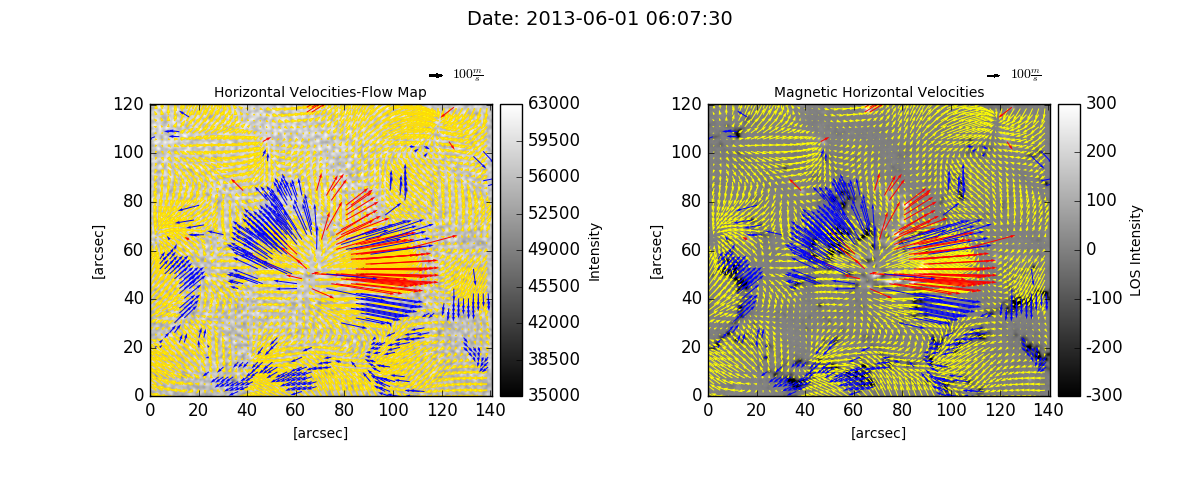 Date: 2013-06-01 06:07:30
100 m/s
Horizontal Velocities-Flow Map
120
100
80
60
40
20
0
0 20 40 60 80 100 120 140
[arcsec]
[arcsec]
63000
59500
56000
52500
49000
45500
42000
38500
35000
Intensity
100 m/s
Magnetic Horizontal Velocities
120
100
80
60
40
20
0
0 20 40 60 80 100 120 140
[arcsec]
[arcsec]
300
200
100
0
-100
-200
-300
LOS Intensity